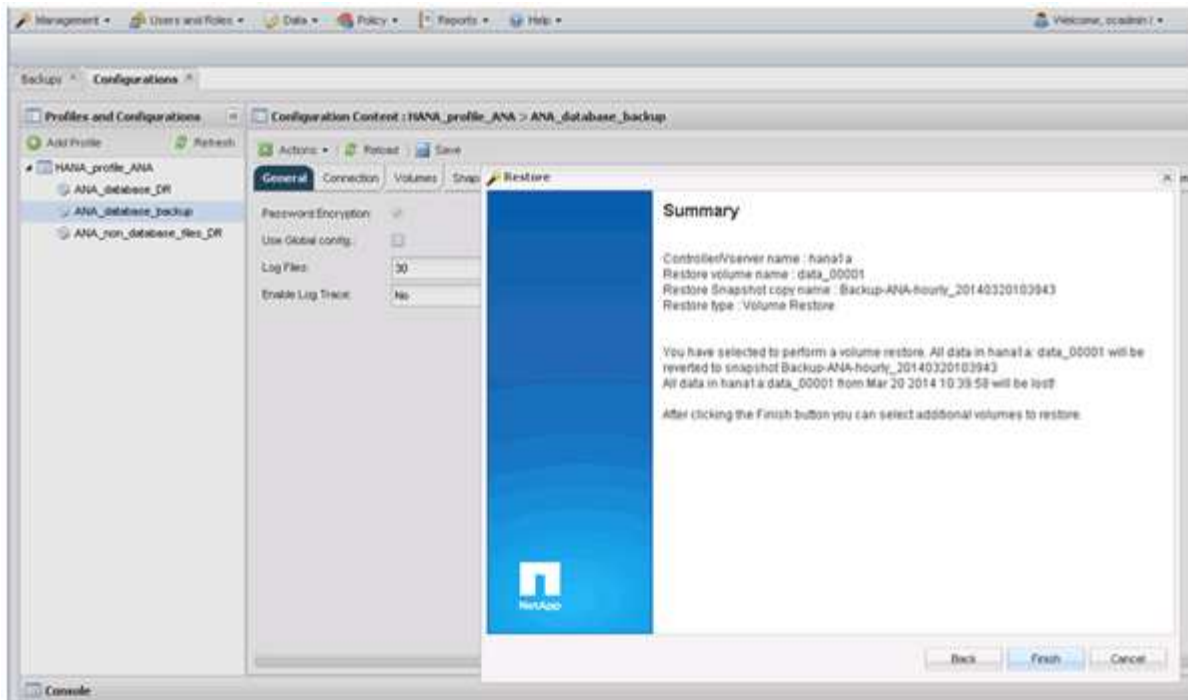 Management
Users and Roles
Data
Policy
Reports
Help
Welcome,
Backups
Configurations
Profiles and Configurations
Configuration Content : HANA_profile_ANA > ANA_database_backup
Add Profile
Refresh
Actions
Reload
Save
HANA_profile_ANA
ANA_database_DR
ANA_database_backup
ANA_non_database_files_DR
General
Connection
Volumes
Snap
Password Encryption:
Use Global config.:
Log Files:
30
Enable Log Trace:
No
Restore
Summary
Controller/Vserver name : hana1a
Restore volume name : data_00001
Restore Snapshot copy name : Backup-ANA-hourly_20140320103943
Restore type : Volume Restore
You have selected to perform a volume restore. All data in hana1a: data_00001 will be
reverted to snapshot Backup-ANA-hourly_20140320103943
All data in hana1a:data_00001 from Mar 20 2014 10:39:58 will be lost!
After clicking the Finish button you can select additional volumes to restore.
NetApp
Back
Finish
Cancel
Console